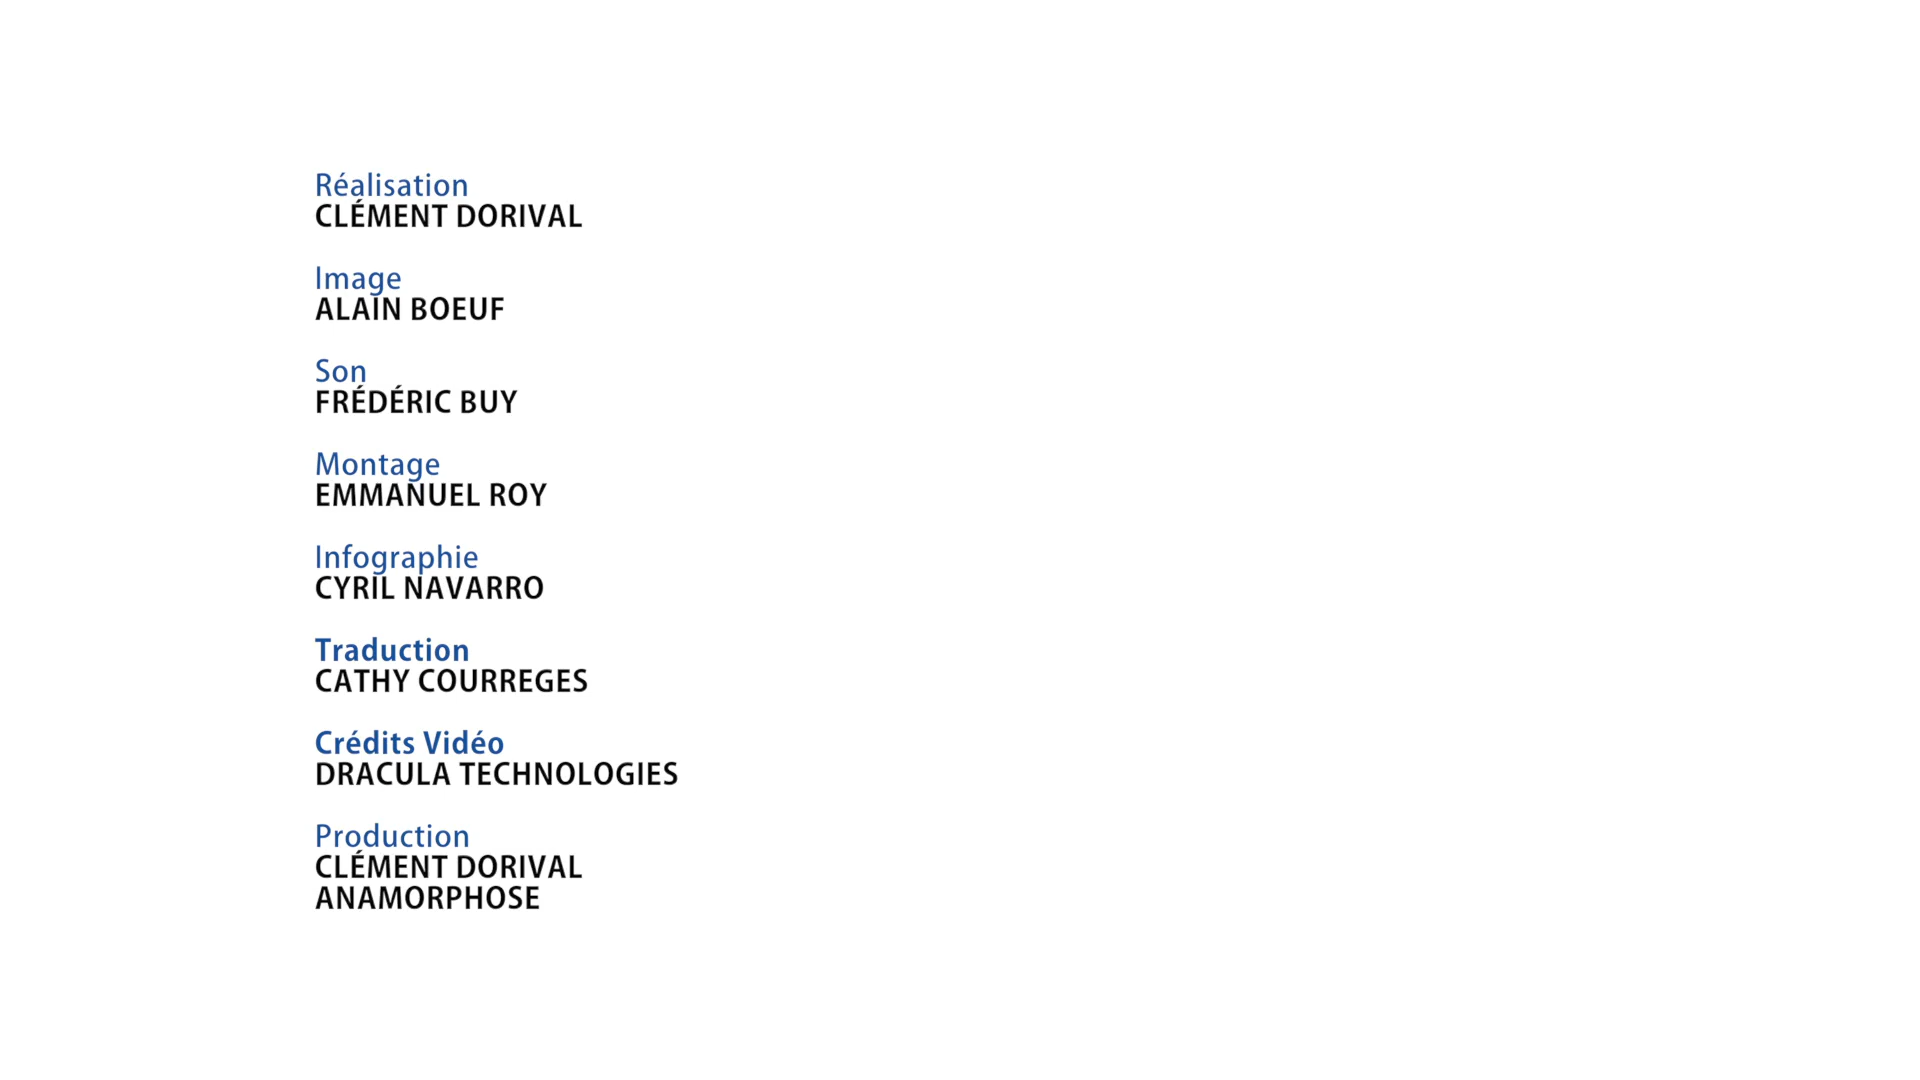 Réalisation
CLÉMENT DORIVAL
Image
ALAIN BOEUF
Son
FRÉDÉRIC BUY
Montage
EMMANUEL ROY
Infographie
CYRIL NAVARRO
Traduction
CATHY COURREGES
Crédits Vidéo
DRACULA TECHNOLOGIES
Production
CLÉMENT DORIVAL
ANAMORPHOSE